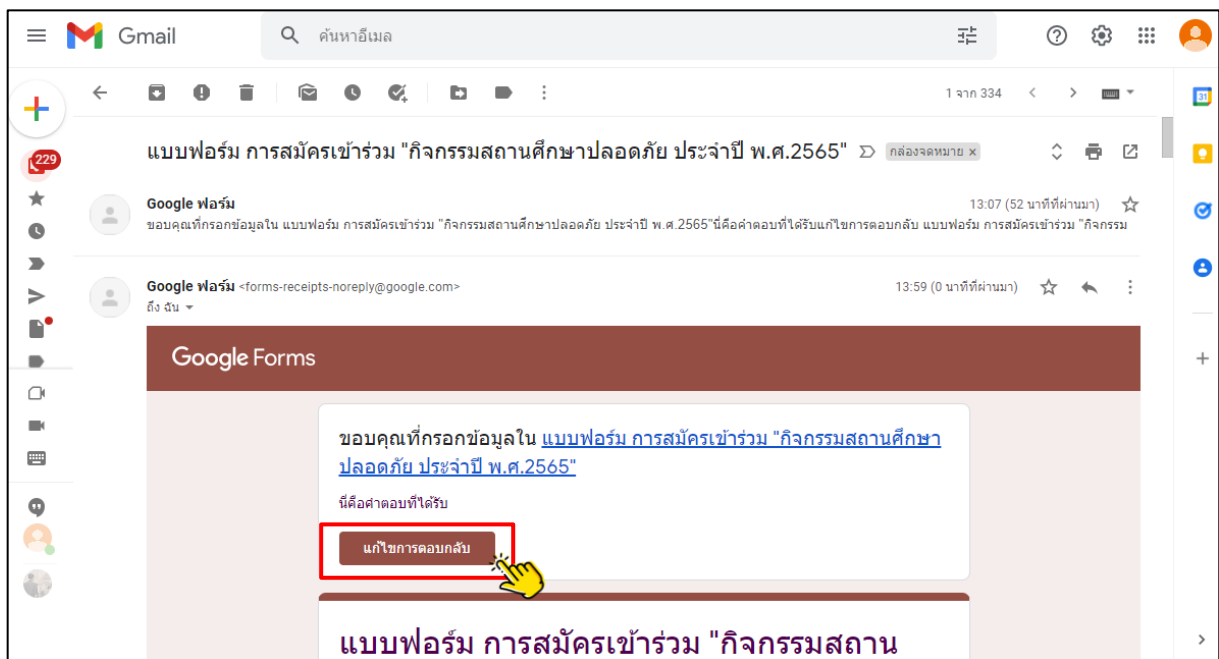 Gmail
ค้นหาอีเมล
1 จาก 334
31
229
แบบฟอร์ม การสมัครเข้าร่วม "กิจกรรมสถานศึกษาปลอดภัย ประจำปี พ.ศ.2565"
กล่องจดหมาย ×
Google ฟอร์ม
13:07 (52 นาทีที่ผ่านมา)
ขอบคุณที่กรอกข้อมูลใน แบบฟอร์ม การสมัครเข้าร่วม "กิจกรรมสถานศึกษาปลอดภัย ประจำปี พ.ศ.2565"นี่คือคำตอบที่ได้รับแก้ไขการตอบกลับ แบบฟอร์ม การสมัครเข้าร่วม "กิจกรรม
Google ฟอร์ม <forms-receipts-noreply@google.com>
13:59 (0 นาทีที่ผ่านมา)
ถึง ฉัน
Google Forms
ขอบคุณที่กรอกข้อมูลใน แบบฟอร์ม การสมัครเข้าร่วม "กิจกรรมสถานศึกษา
ปลอดภัย ประจำปี พ.ศ.2565"
นี่คือคำตอบที่ได้รับ
แก้ไขการตอบกลับ
แบบฟอร์ม การสมัครเข้าร่วม "กิจกรรมสถาน